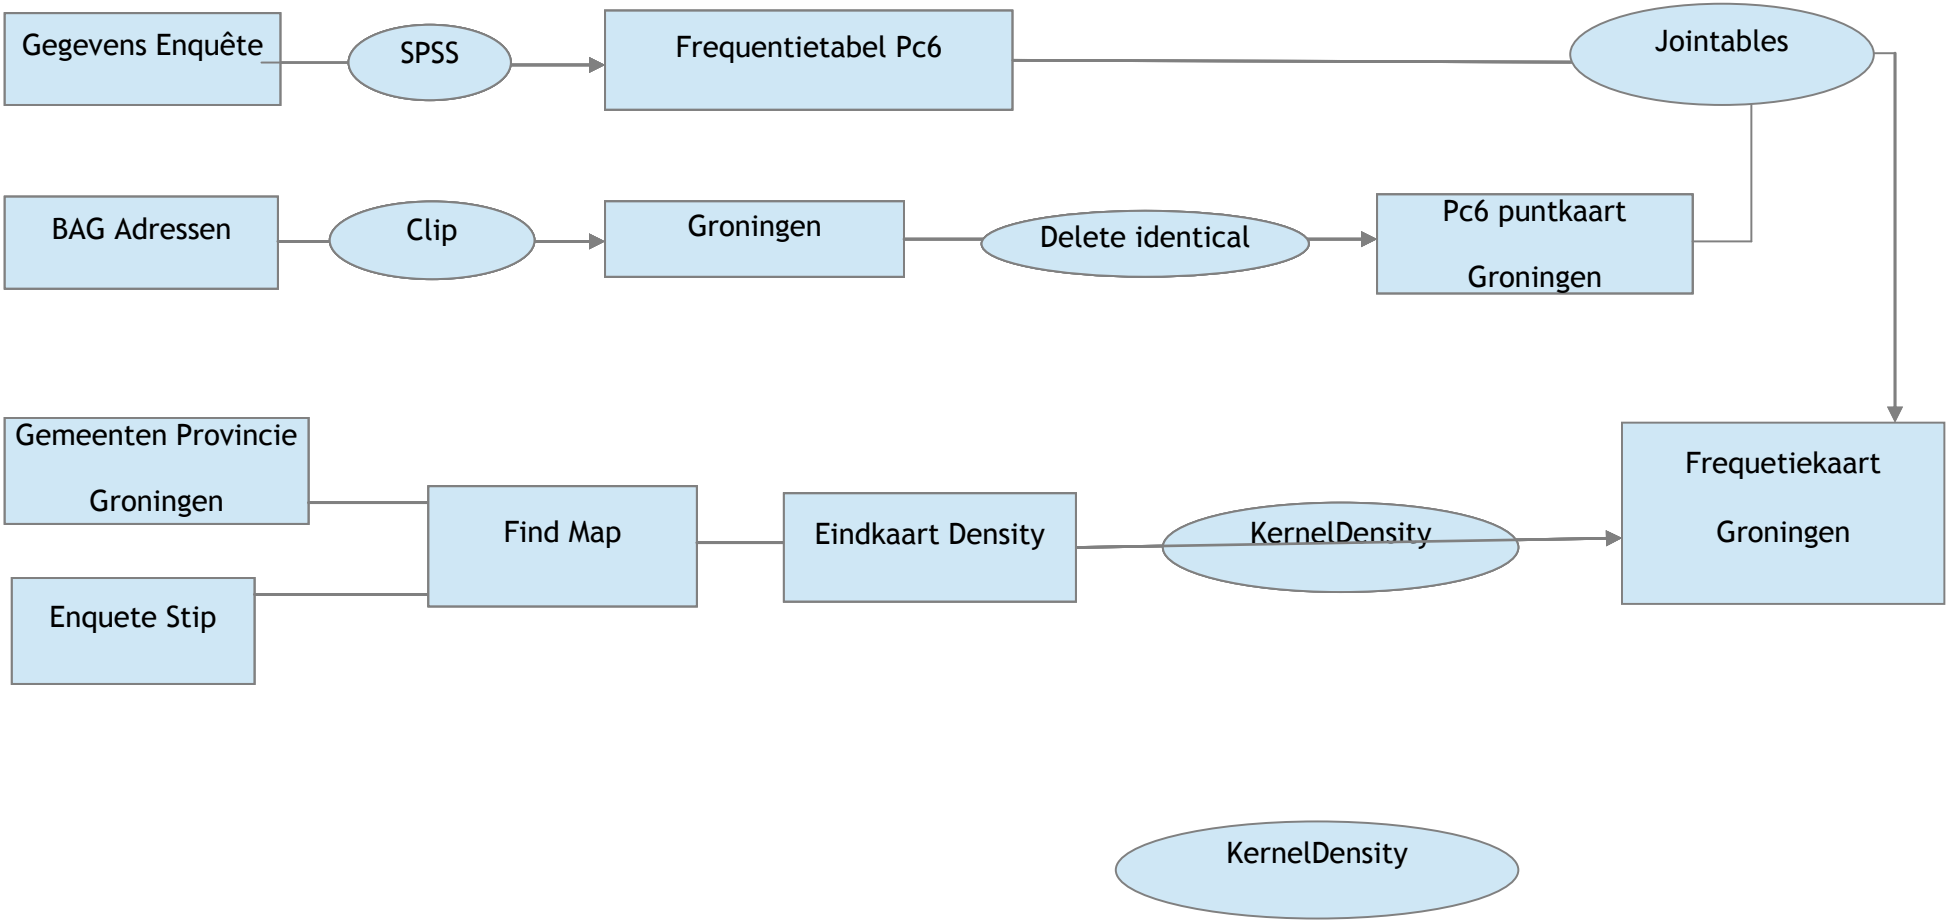 Gegevens Enquête
SPSS
Frequentietabel Pc6
Jointables
BAG Adressen
Clip
Groningen
Delete identical
Pc6 puntkaart
Groningen
Gemeenten Provincie
Groningen
Find Map
Eindkaart Density
KernelDensity
Frequetiekaart
Groningen
Enquete Stip
KernelDensity